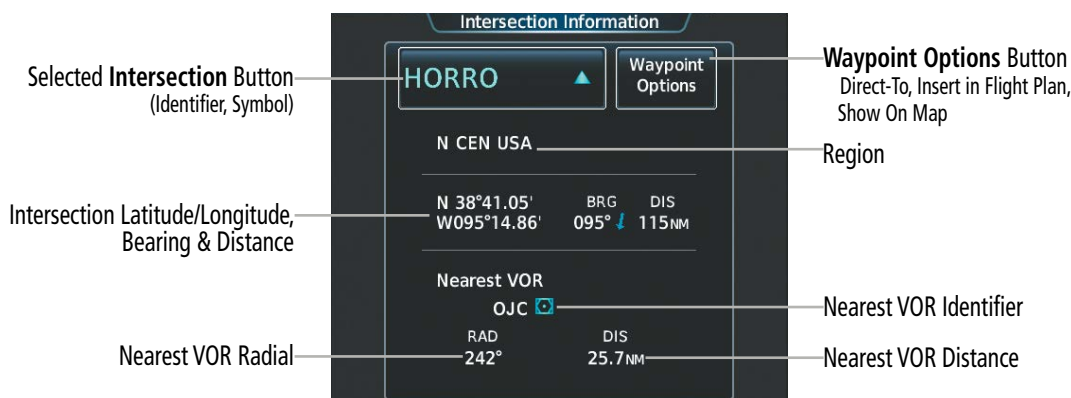 Intersection Information
Selected Intersection Button
(Identifier, Symbol)
HORRO
Waypoint
Options
Waypoint Options Button
Direct-To, Insert in Flight Plan,
Show On Map
N CEN USA
Region
Intersection Latitude/Longitude,
Bearing & Distance
N 38°41.05' BRG DIS
W095°14.86' 095° 115NM
Nearest VOR
OJC
Nearest VOR Identifier
RAD DIS
Nearest VOR Radial
242° 25.7NM
Nearest VOR Distance